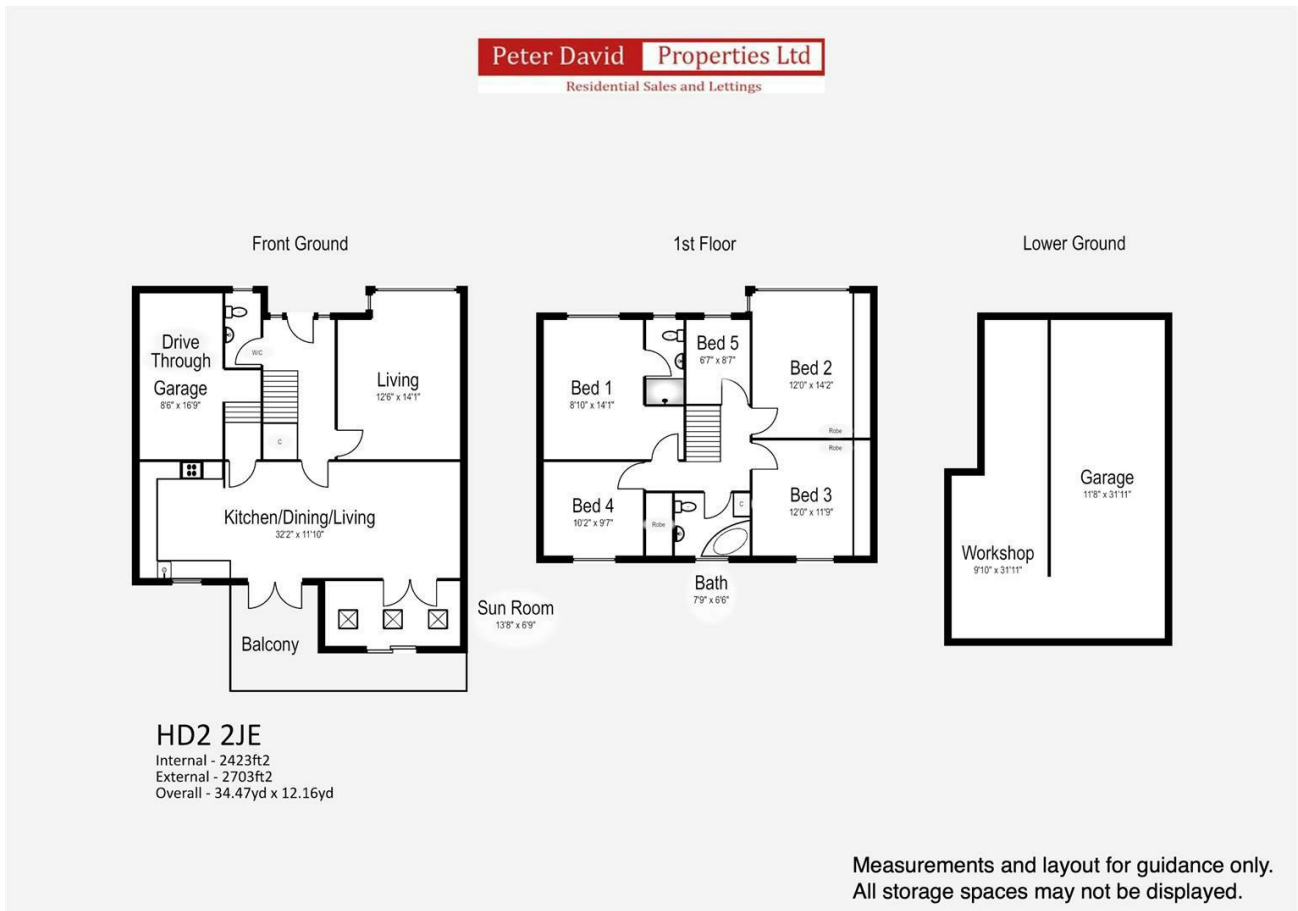 Peter David Properties Ltd
Residential Sales and Lettings
Front Ground
1st Floor
Lower Ground
Drive
Through
Garage
8'6" x 16'9"
WC
C
Living
12'6" x 14'1"
Kitchen/Dining/Living
32'2" x 11'10"
Sun Room
13'8" x 6'9"
Balcony
Bed 1
8'10" x 14'1"
Bed 5
6'7" x 8'7"
Bed 2
12'0" x 14'2"
Robe
Robe
Bed 4
10'2" x 9'7"
Robe
C
Bed 3
12'0" x 11'9"
Bath
7'9" x 6'6"
Garage
11'8" x 31'11"
Workshop
9'10" x 31'11"
HD2 2JE
Internal - 2423ft2
External - 2703ft2
Overall - 34.47yd x 12.16yd
Measurements and layout for guidance only.
All storage spaces may not be displayed.